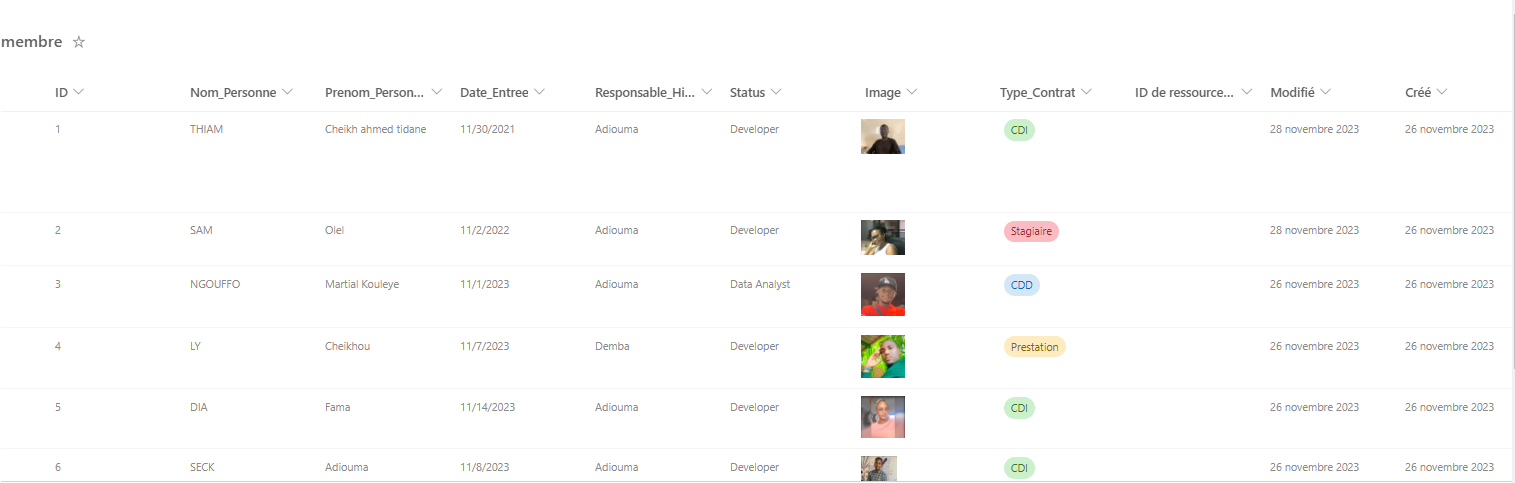 membre
ID Nom_Personne Prenom_Person... Date_Entree Responsable_Hi... Status Image Type_Contrat ID de ressource... Modifié Créé
1 THIAM Cheikh ahmed tidane 11/30/2021 Adiouma Developer CDI 28 novembre 2023 26 novembre 2023
2 SAM Olel 11/2/2022 Adiouma Developer Stagiaire 28 novembre 2023 26 novembre 2023
3 NGOUFFO Martial Kouleye 11/1/2023 Adiouma Data Analyst CDD 26 novembre 2023 26 novembre 2023
4 LY Cheikhou 11/7/2023 Demba Developer Prestation 26 novembre 2023 26 novembre 2023
5 DIA Fama 11/14/2023 Adiouma Developer CDI 26 novembre 2023 26 novembre 2023
6 SECK Adiouma 11/8/2023 Adiouma Developer CDI 26 novembre 2023 26 novembre 2023